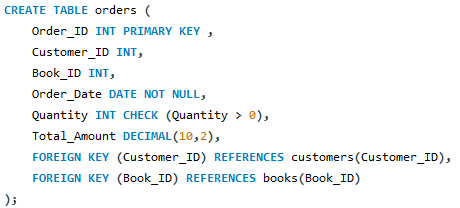 CREATE TABLE orders (
    Order_ID INT PRIMARY KEY ,
    Customer_ID INT,
    Book_ID INT,
    Order_Date DATE NOT NULL,
    Quantity INT CHECK (Quantity > 0),
    Total_Amount DECIMAL(10,2),
    FOREIGN KEY (Customer_ID) REFERENCES customers(Customer_ID),
    FOREIGN KEY (Book_ID) REFERENCES books(Book_ID)
);